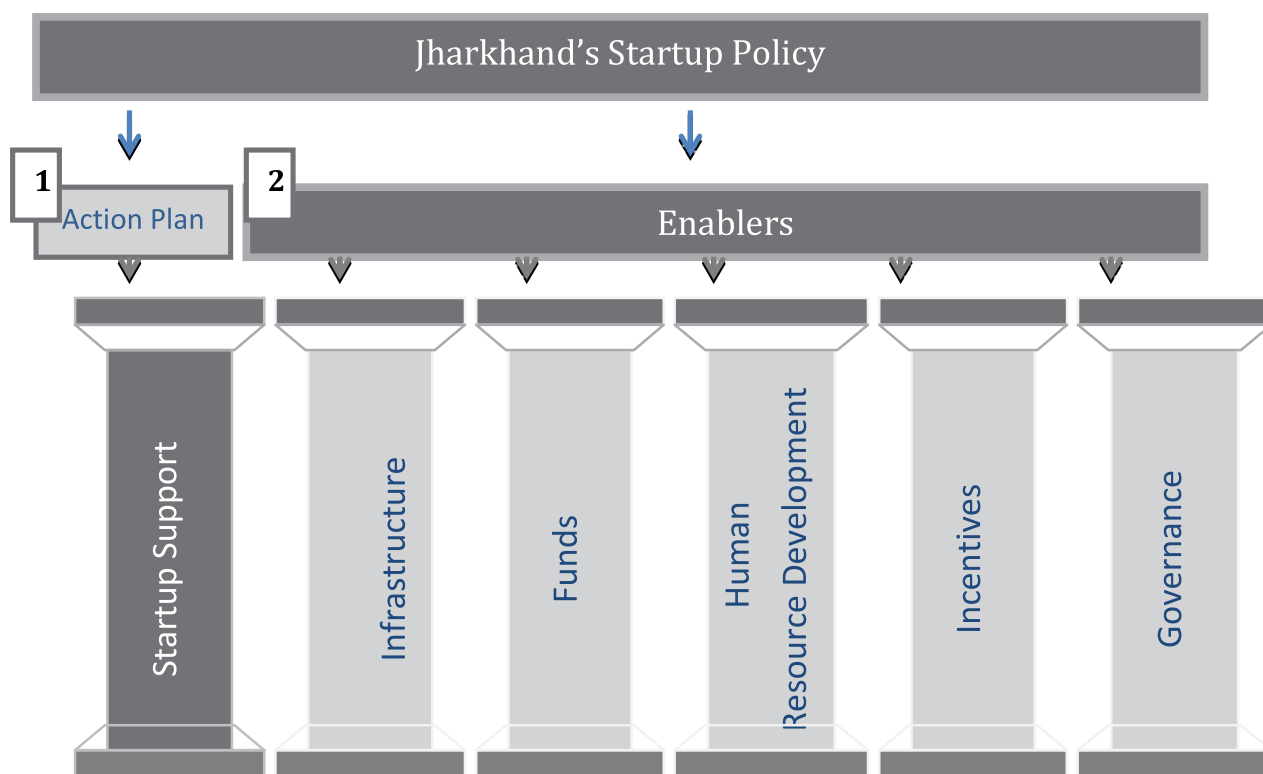 Jharkhand’s Startup Policy
1
Action Plan
2
Enablers
Startup Support
Infrastructure
Funds
Human
Resource Development
Incentives
Governance